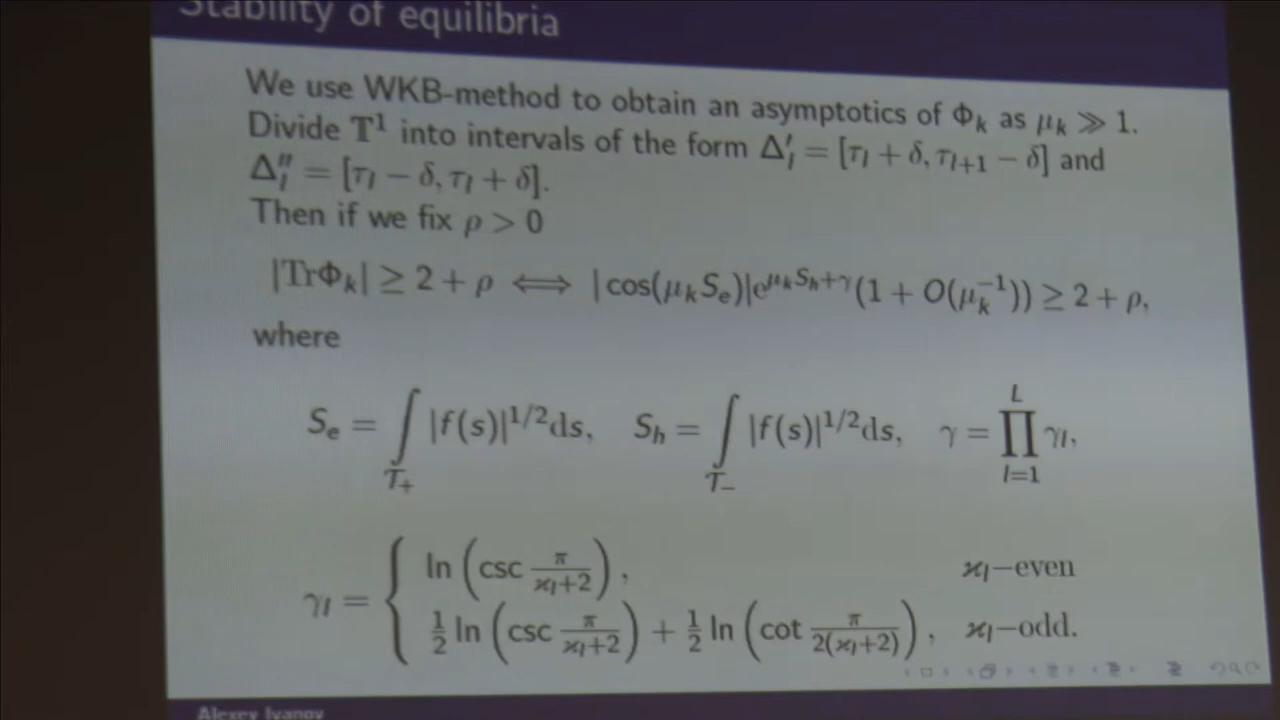 Stability of equilibria
We use WKB-method to obtain an asymptotics of Φ_k as μ_k ≫ 1.
Divide 𝕋¹ into intervals of the form Δ′_l = [τ_l + δ, τ_{l+1} − δ] and
Δ″_l = [τ_l − δ, τ_l + δ].
Then if we fix ρ > 0
|TrΦ_k| ≥ 2 + ρ ⟺ |cos(μ_k S_e)|e^{μ_k S_h+γ}(1 + O(μ_k^{−1})) ≥ 2 + ρ,
where
S_e = ∫_{T_+} |f(s)|^{1/2}ds, S_h = ∫_{T_−} |f(s)|^{1/2}ds, γ = ∏_{l=1}^{L} γ_l,
γ_l = { ln (csc π/(ϰ_l+2)), ϰ_l−even
½ ln (csc π/(ϰ_l+2)) + ½ ln (cot π/(2(ϰ_l+2))), ϰ_l−odd.
Alexey Ivanov